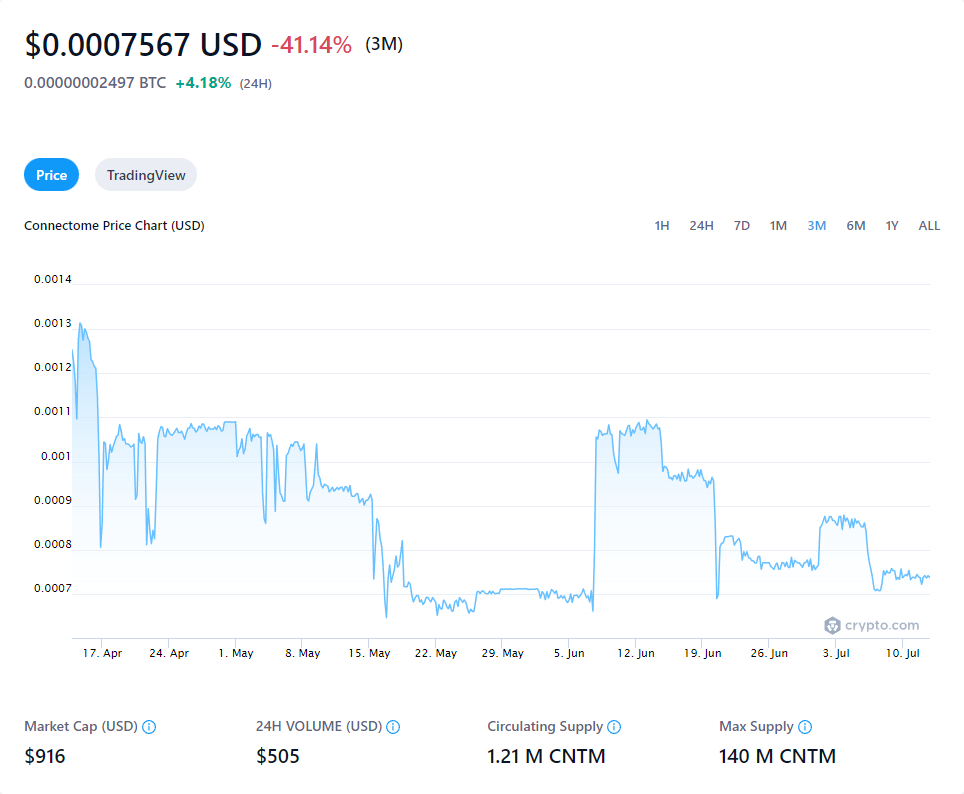 $0.0007567 USD -41.14% (3M)
0.00000002497 BTC +4.18% (24H)
Price TradingView
Connectome Price Chart (USD) 1H 24H 7D 1M 3M 6M 1Y ALL
0.0014
0.0013
0.0012
0.0011
0.001
0.0009
0.0008
0.0007
crypto.com
17. Apr 24. Apr 1. May 8. May 15. May 22. May 29. May 5. Jun 12. Jun 19. Jun 26. Jun 3. Jul 10. Jul
Market Cap (USD) 24H VOLUME (USD) Circulating Supply Max Supply
$916 $505 1.21 M CNTM 140 M CNTM